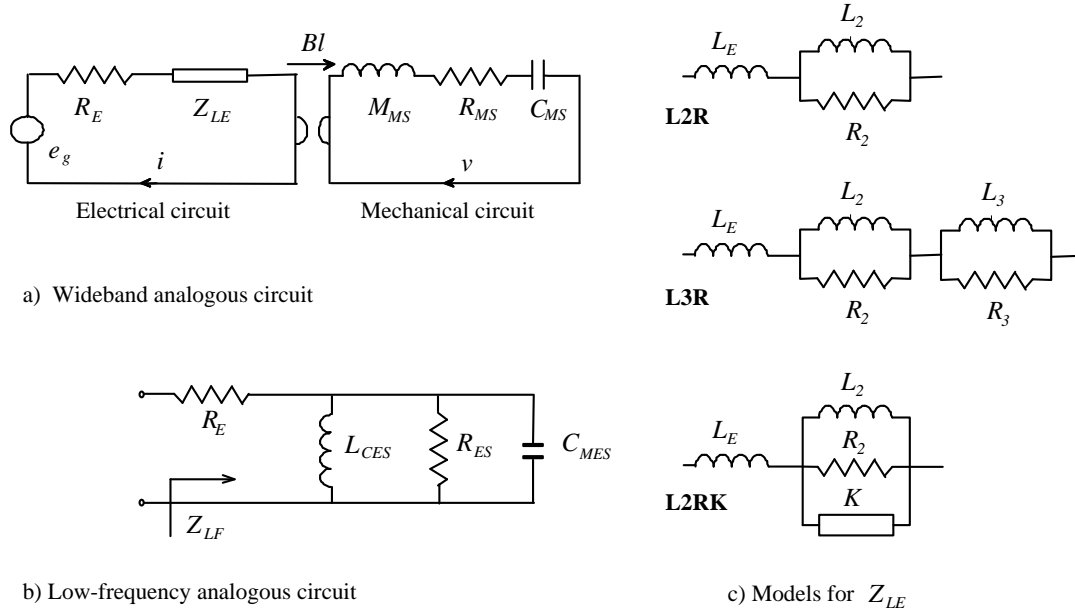 Bl
R_E
Z_LE
M_MS
R_MS
C_MS
e_g
i
v
Electrical circuit
Mechanical circuit
a) Wideband analogous circuit
R_E
L_CES
R_ES
C_MES
Z_LF
b) Low-frequency analogous circuit
L_2
L_E
L2R
R_2
L_2
L_3
L_E
L3R
R_2
R_3
L_2
L_E
R_2
L2RK
K
c) Models for Z_LE